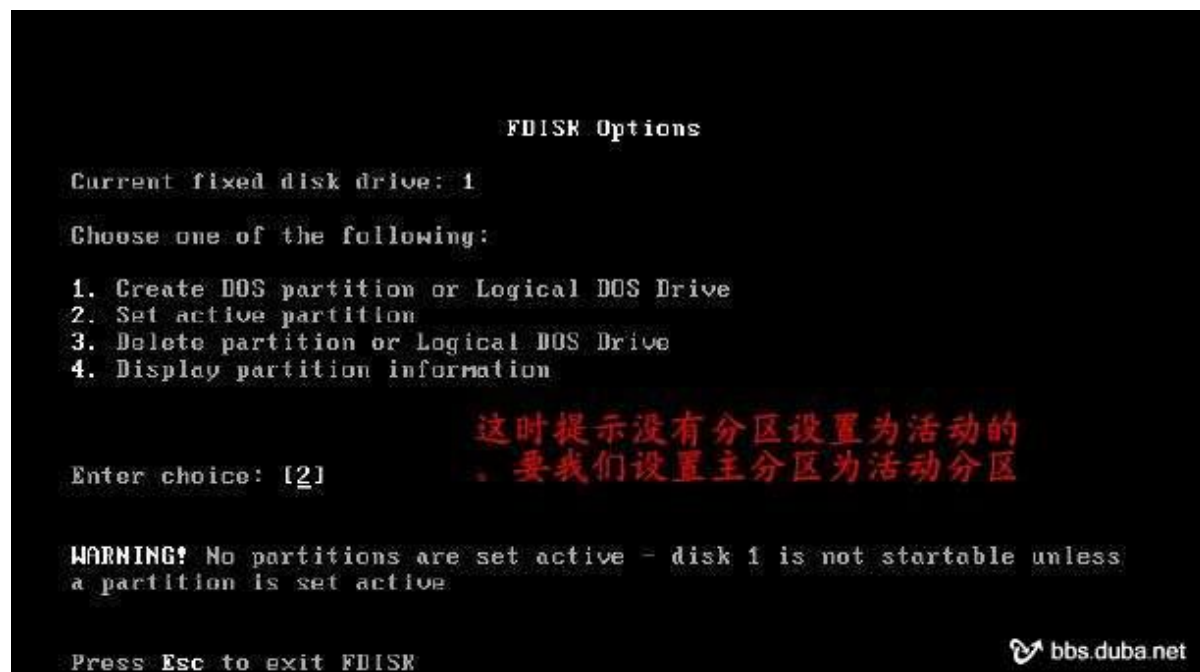 FDISK Options
Current fixed disk drive: 1
Choose one of the following:
1. Create DOS partition or Logical DOS Drive
2. Set active partition
3. Delete partition or Logical DOS Drive
4. Display partition information
这时提示没有分区设置为活动的
。要我们设置主分区为活动分区
Enter choice: [2]
WARNING! No partitions are set active - disk 1 is not startable unless
a partition is set active
Press Esc to exit FDISK
bbs.duba.net